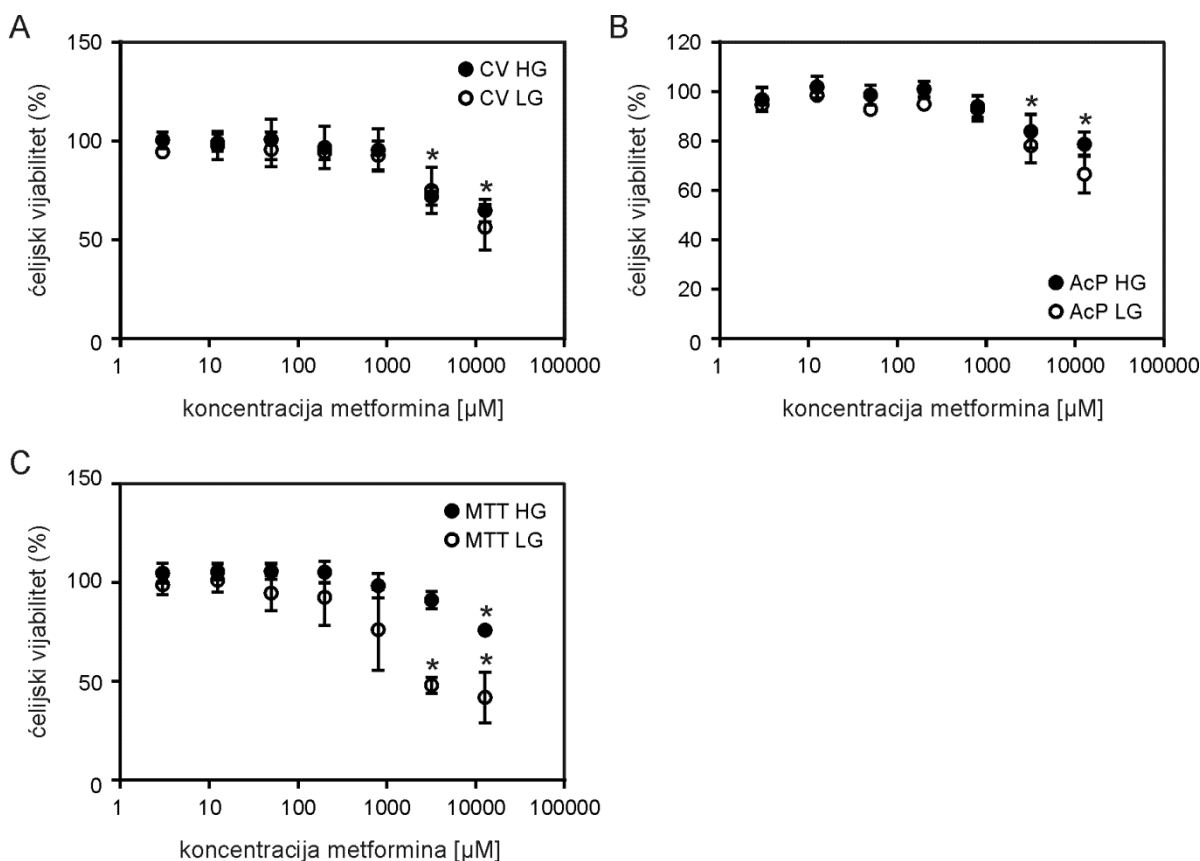 A
150
100
50
0
ćelijski vijabilitet (%)
CV HG
CV LG
*
*
1 10 100 1000 10000 100000
koncentracija metformina [µM]
B
120
100
80
60
40
20
0
ćelijski vijabilitet (%)
*
*
AcP HG
AcP LG
1 10 100 1000 10000 100000
koncentracija metformina [µM]
C
150
100
50
0
ćelijski vijabilitet (%)
MTT HG
MTT LG
*
* *
1 10 100 1000 10000 100000
koncentracija metformina [µM]